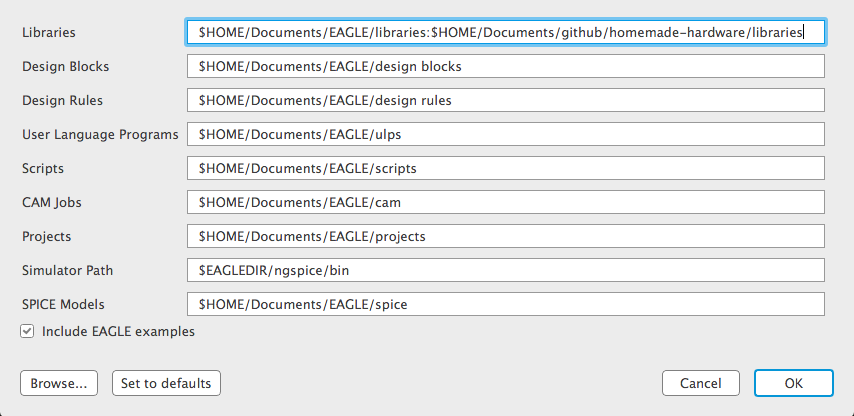 Libraries $HOME/Documents/EAGLE/libraries:$HOME/Documents/github/homemade-hardware/libraries
Design Blocks $HOME/Documents/EAGLE/design blocks
Design Rules $HOME/Documents/EAGLE/design rules
User Language Programs $HOME/Documents/EAGLE/ulps
Scripts $HOME/Documents/EAGLE/scripts
CAM Jobs $HOME/Documents/EAGLE/cam
Projects $HOME/Documents/EAGLE/projects
Simulator Path $EAGLEDIR/ngspice/bin
SPICE Models $HOME/Documents/EAGLE/spice
Include EAGLE examples
Browse... Set to defaults Cancel OK